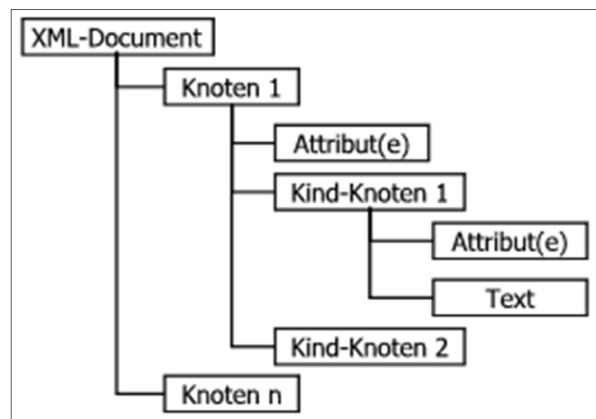 XML-Document
Knoten 1
Attribut(e)
Kind-Knoten 1
Attribut(e)
Text
Kind-Knoten 2
Knoten n